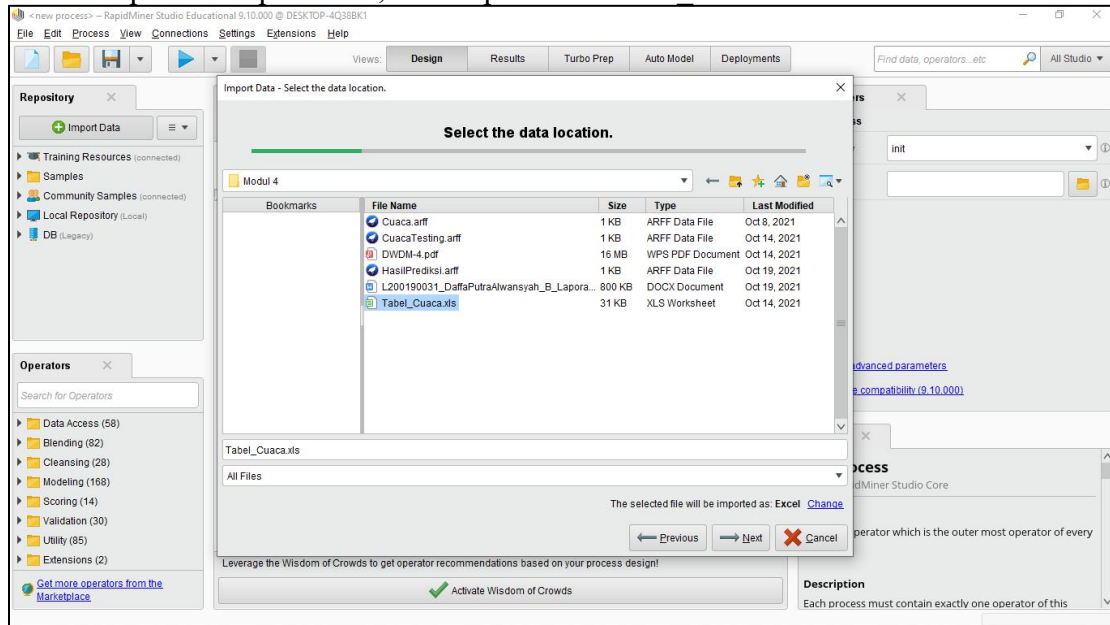 <new process> – RapidMiner Studio Educational 9.10.000 @ DESKTOP-4Q38BK1
File Edit Process View Connections Settings Extensions Help
Views: Design Results Turbo Prep Auto Model Deployments
Find data, operators...etc
All Studio
Repository
Import Data
Training Resources (connected)
Samples
Community Samples (connected)
Local Repository (Local)
DB (Legacy)
Operators
Search for Operators
Data Access (58)
Blending (82)
Cleansing (28)
Modeling (168)
Scoring (14)
Validation (30)
Utility (85)
Extensions (2)
Get more operators from the
Marketplace
Import Data - Select the data location.
Select the data location.
Modul 4
Bookmarks
File Name Size Type Last Modified
Cuaca.arff 1 KB ARFF Data File Oct 8, 2021
CuacaTesting.arff 1 KB ARFF Data File Oct 14, 2021
DWDM-4.pdf 16 MB WPS PDF Document Oct 14, 2021
HasilPrediksi.arff 1 KB ARFF Data File Oct 19, 2021
L200190031_DaffaPutraAlwansyah_B_Lapora... 800 KB DOCX Document Oct 19, 2021
Tabel_Cuaca.xls 31 KB XLS Worksheet Oct 14, 2021
Tabel_Cuaca.xls
All Files
The selected file will be imported as: Excel Change
Previous Next Cancel
Leverage the Wisdom of Crowds to get operator recommendations based on your process design!
Activate Wisdom of Crowds
init
advanced parameters
compatibility (9.10.000)
Miner Studio Core
operator which is the outer most operator of every
Description
Each process must contain exactly one operator of this